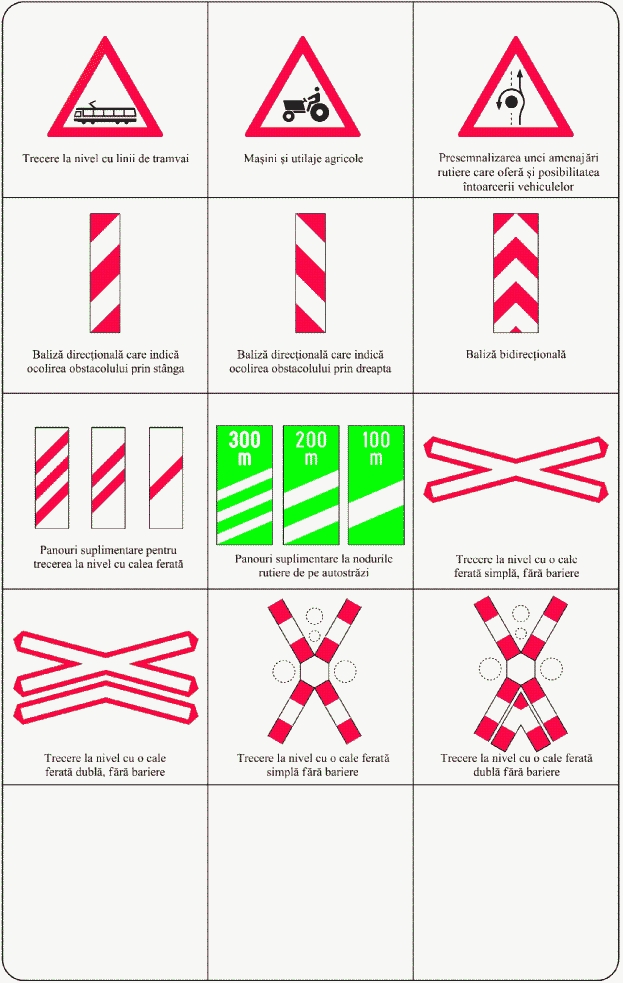 Trecere la nivel cu linii de tramvai
Mașini și utilaje agricole
Presemnalizarea unei amenajări
rutiere care oferă și posibilitatea
întoarcerii vehiculelor
Baliză direcțională care indică
ocolirea obstacolului prin stânga
Baliză direcțională care indică
ocolirea obstacolului prin dreapta
Baliză bidirecțională
Panouri suplimentare pentru
trecerea la nivel cu calea ferată
300
m
200
m
100
m
Panouri suplimentare la nodurile
rutiere de pe autostrăzi
Trecere la nivel cu o cale
ferată simplă, fără bariere
Trecere la nivel cu o cale
ferată dublă, fără bariere
Trecere la nivel cu o cale ferată
simplă fără bariere
Trecere la nivel cu o cale ferată
dublă fără bariere